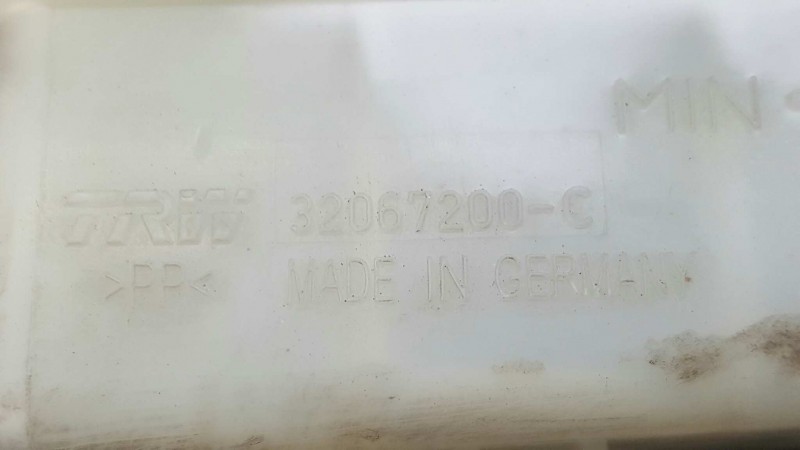 MIN
TRW 32067200-C
>PP< MADE IN GERMANY